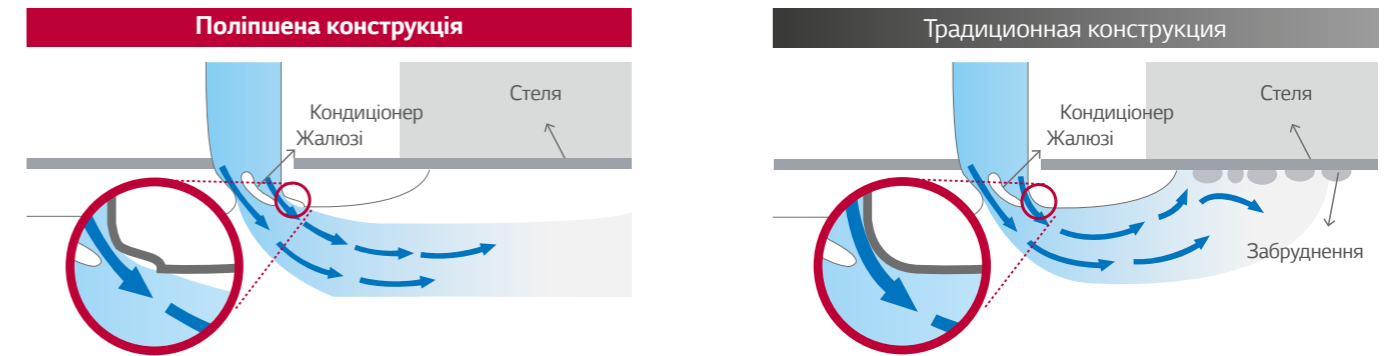 Поліпшена конструкція
Стеля
Кондиціонер
Жалюзі
Традиционная конструкция
Стеля
Кондиціонер
Жалюзі
Забруднення